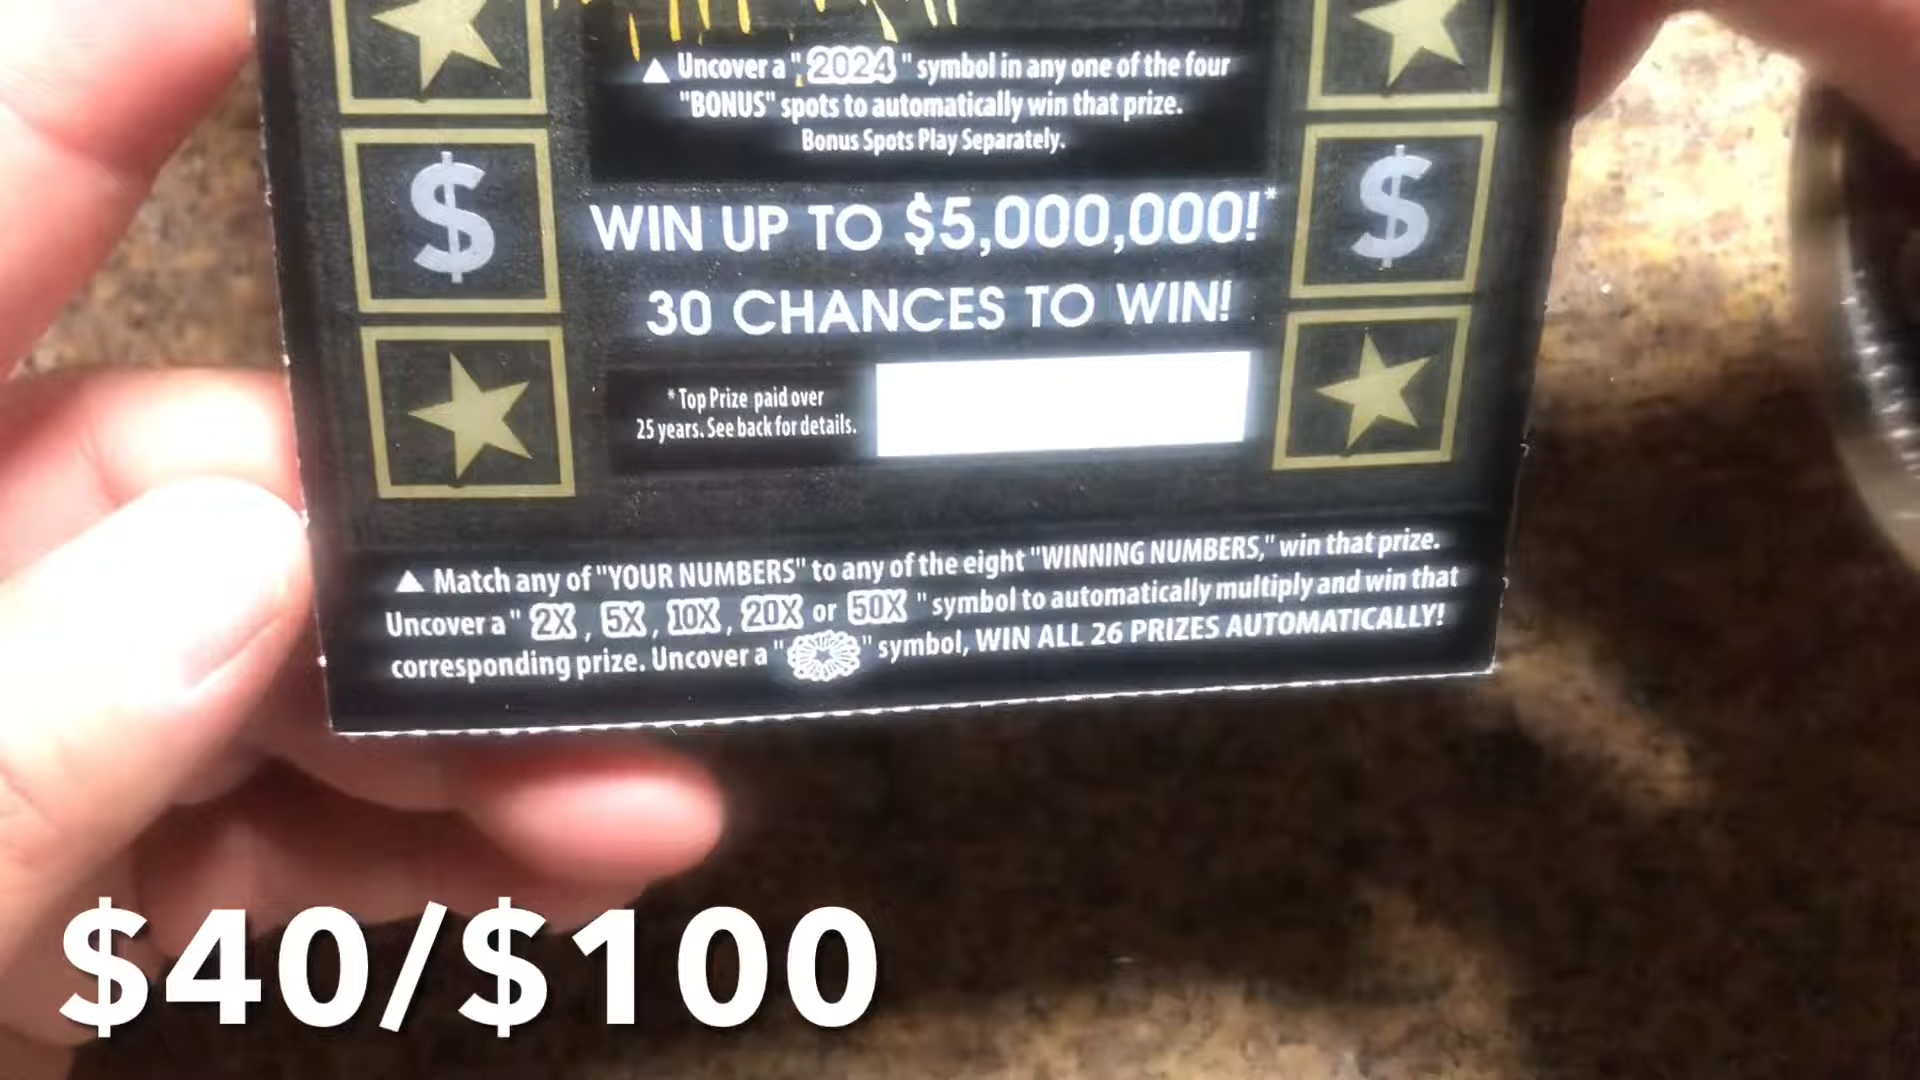 ▲ Uncover a "2024" symbol in any one of the four
"BONUS" spots to automatically win that prize.
Bonus Spots Play Separately.
$ WIN UP TO $5,000,000!* $
30 CHANCES TO WIN!
* Top Prize paid over
25 years. See back for details.
▲ Match any of "YOUR NUMBERS" to any of the eight "WINNING NUMBERS," win that prize.
Uncover a "2X, 5X, 10X, 20X or 50X" symbol to automatically multiply and win that
corresponding prize. Uncover a " " symbol, WIN ALL 26 PRIZES AUTOMATICALLY!
$40/$100